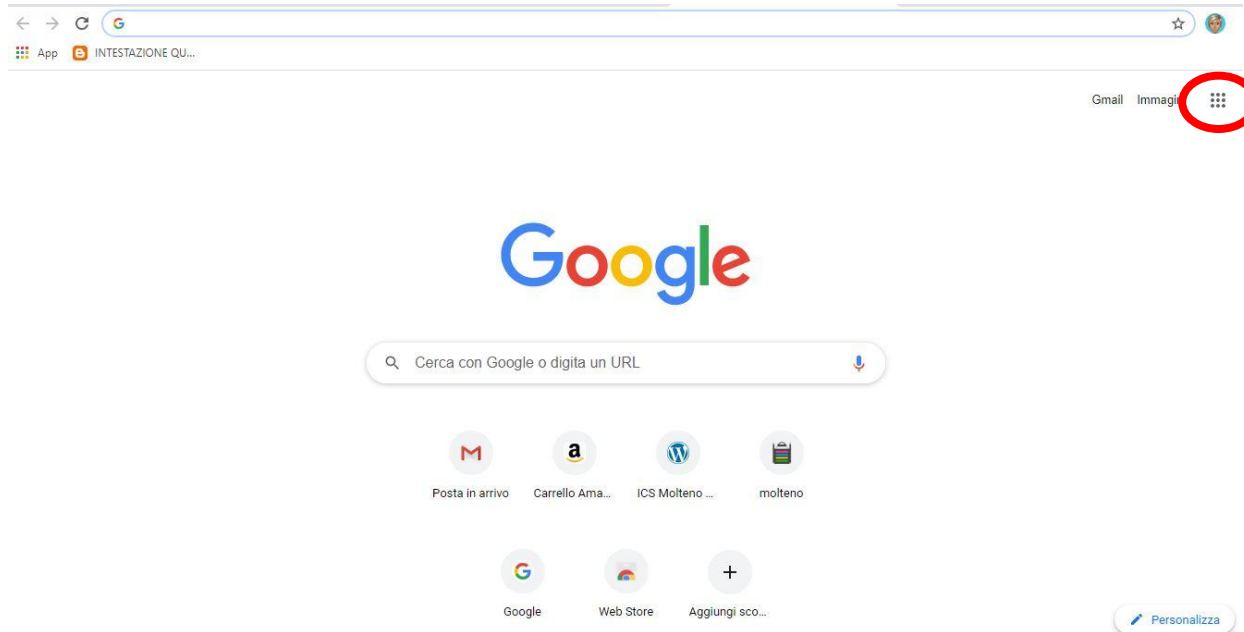 App INTESTAZIONE QU...
Gmail Immagin
Google
Cerca con Google o digita un URL
Posta in arrivo Carrello Ama... ICS Molteno ... molteno
Google Web Store Aggiungi sco...
Personalizza